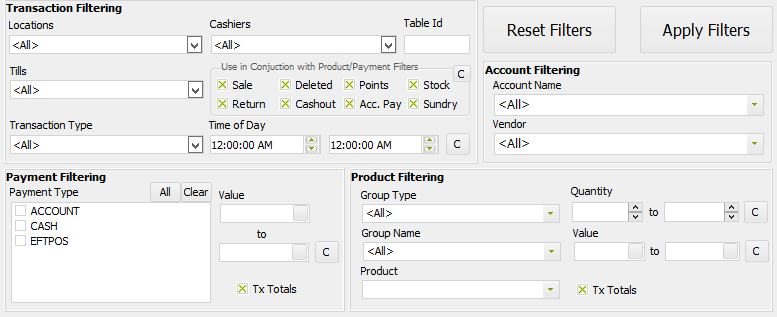 Transaction Filtering
Locations
Cashiers
Table Id
<All>
<All>
Reset Filters
Apply Filters
Tills
<All>
Use in Conjuction with Product/Payment Filters
C
Sale
Deleted
Points
Stock
Return
Cashout
Acc. Pay
Sundry
Transaction Type
<All>
Time of Day
12:00:00 AM
12:00:00 AM
C
Account Filtering
Account Name
<All>
Vendor
<All>
Payment Filtering
Payment Type
All
Clear
ACCOUNT
CASH
EFTPOS
Value
to
C
Tx Totals
Product Filtering
Group Type
<All>
Group Name
<All>
Product
Quantity
to
C
Value
to
C
Tx Totals